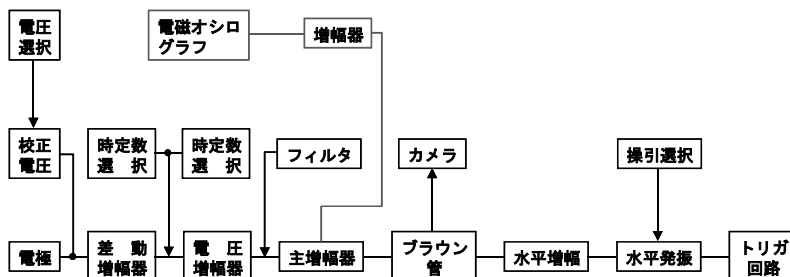 電圧
選択
電磁オシロ
グラフ
増幅器
校正
電圧
時定数
選　択
時定数
選　択
フィルタ
カメラ
操引選択
電極
差　動
増幅器
電　圧
増幅器
主増幅器
ブラウン
管
水平増幅
水平発振
トリガ
回路